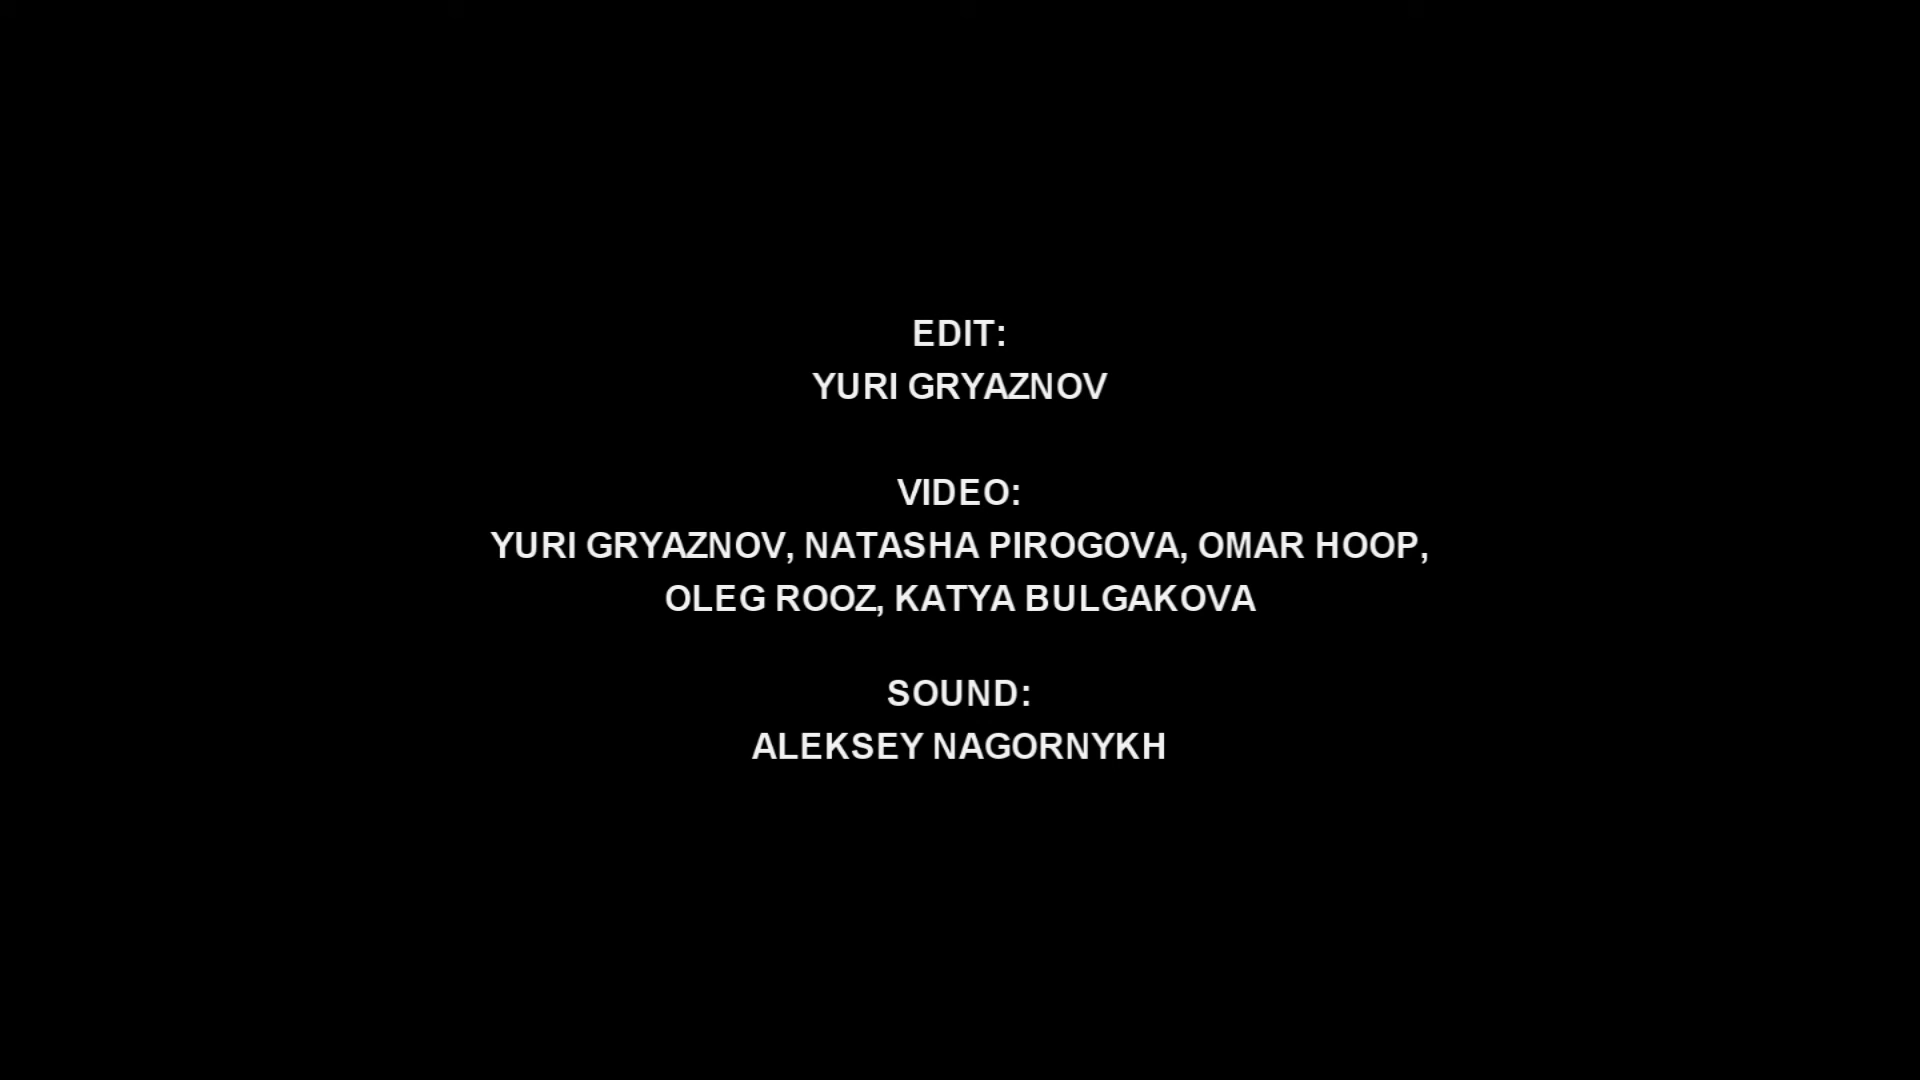 EDIT:
YURI GRYAZNOV
VIDEO:
YURI GRYAZNOV, NATASHA PIROGOVA, OMAR HOOP,
OLEG ROOZ, KATYA BULGAKOVA
SOUND:
ALEKSEY NAGORNYKH